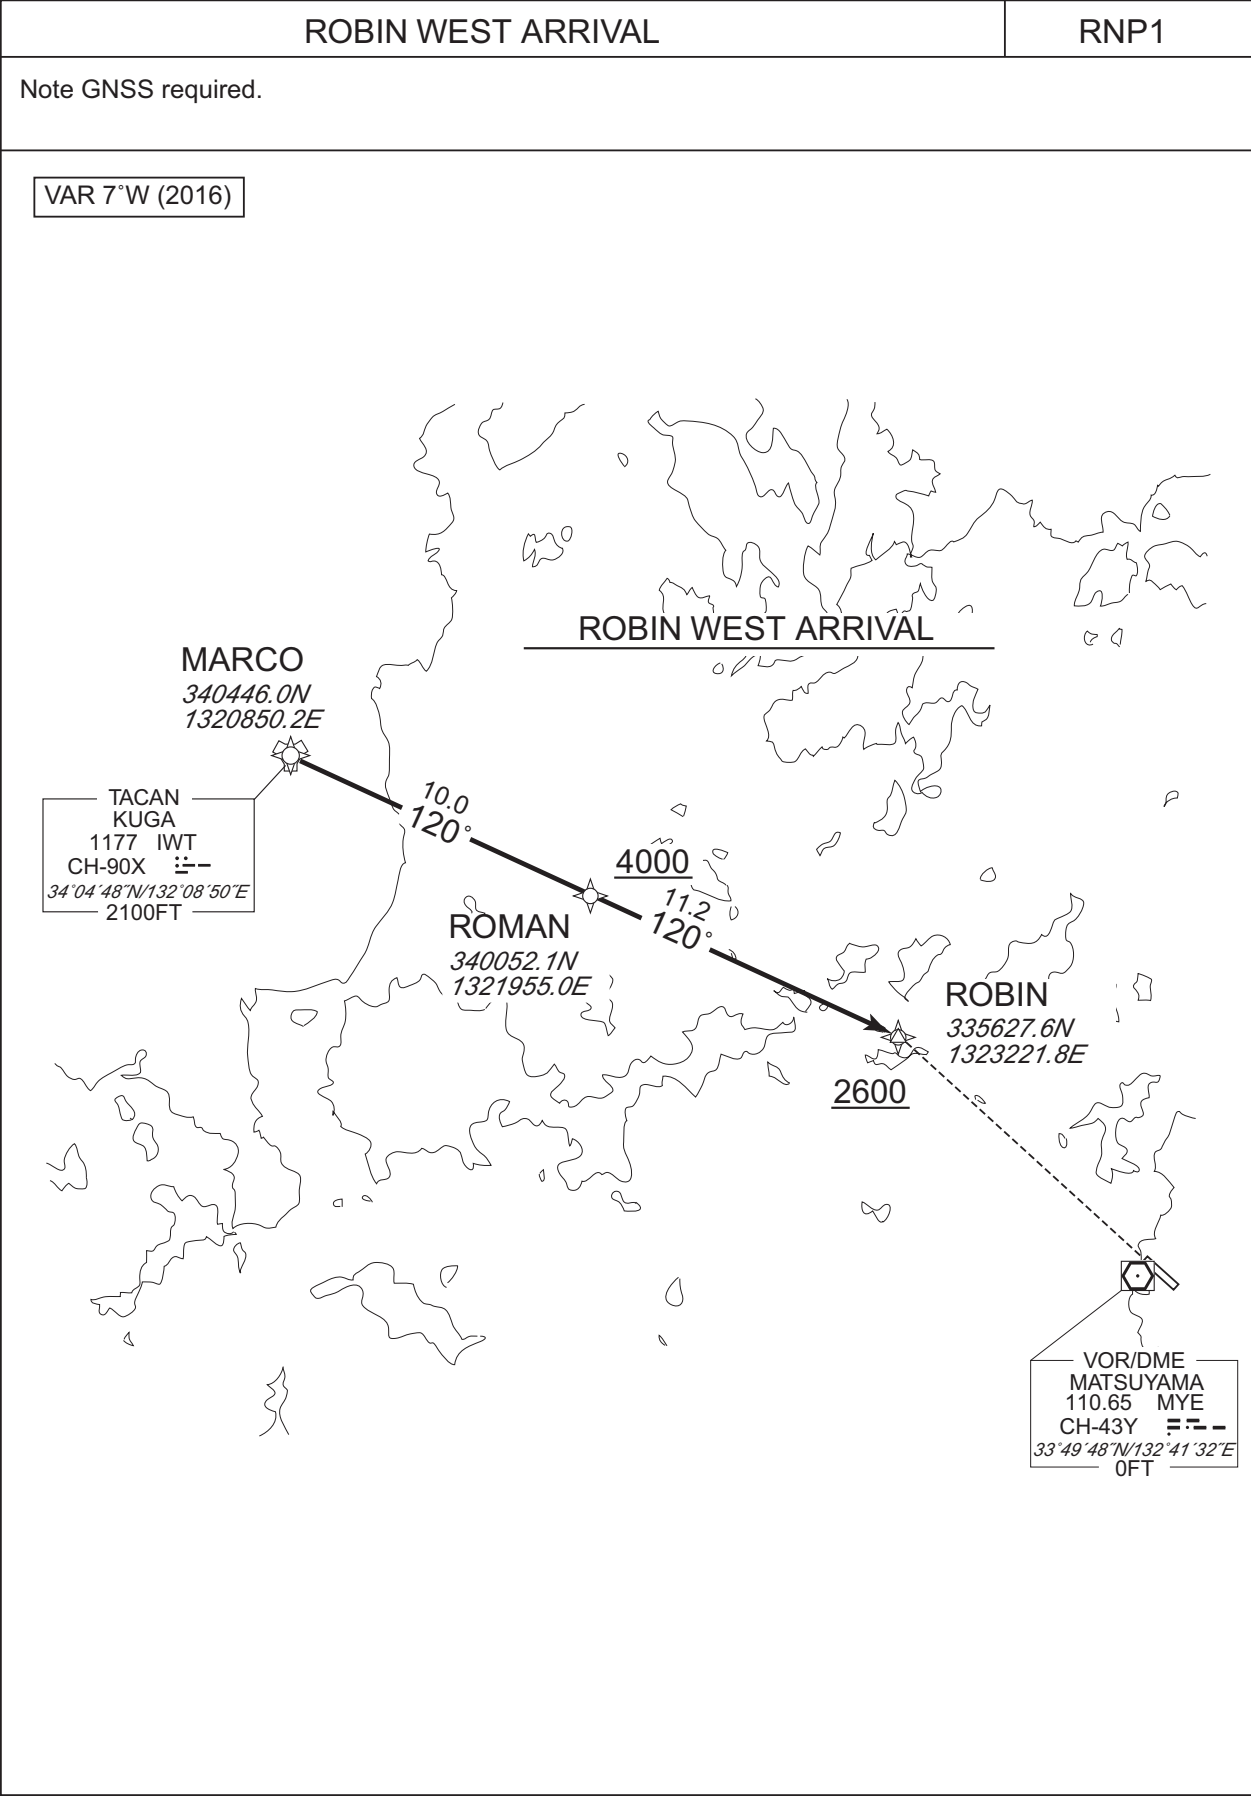 ROBIN WEST ARRIVAL
RNP1
Note GNSS required.
VAR 7°W (2016)
ROBIN WEST ARRIVAL
MARCO
340446.0N
1320850.2E
TACAN
KUGA
1177 IWT
CH-90X
34°04′48″N/132°08′50″E
2100FT
10.0
120°
4000
ROMAN
340052.1N
1321955.0E
11.2
120°
ROBIN
335627.6N
1323221.8E
2600
VOR/DME
MATSUYAMA
110.65 MYE
CH-43Y
33°49′48″N/132°41′32″E
0FT